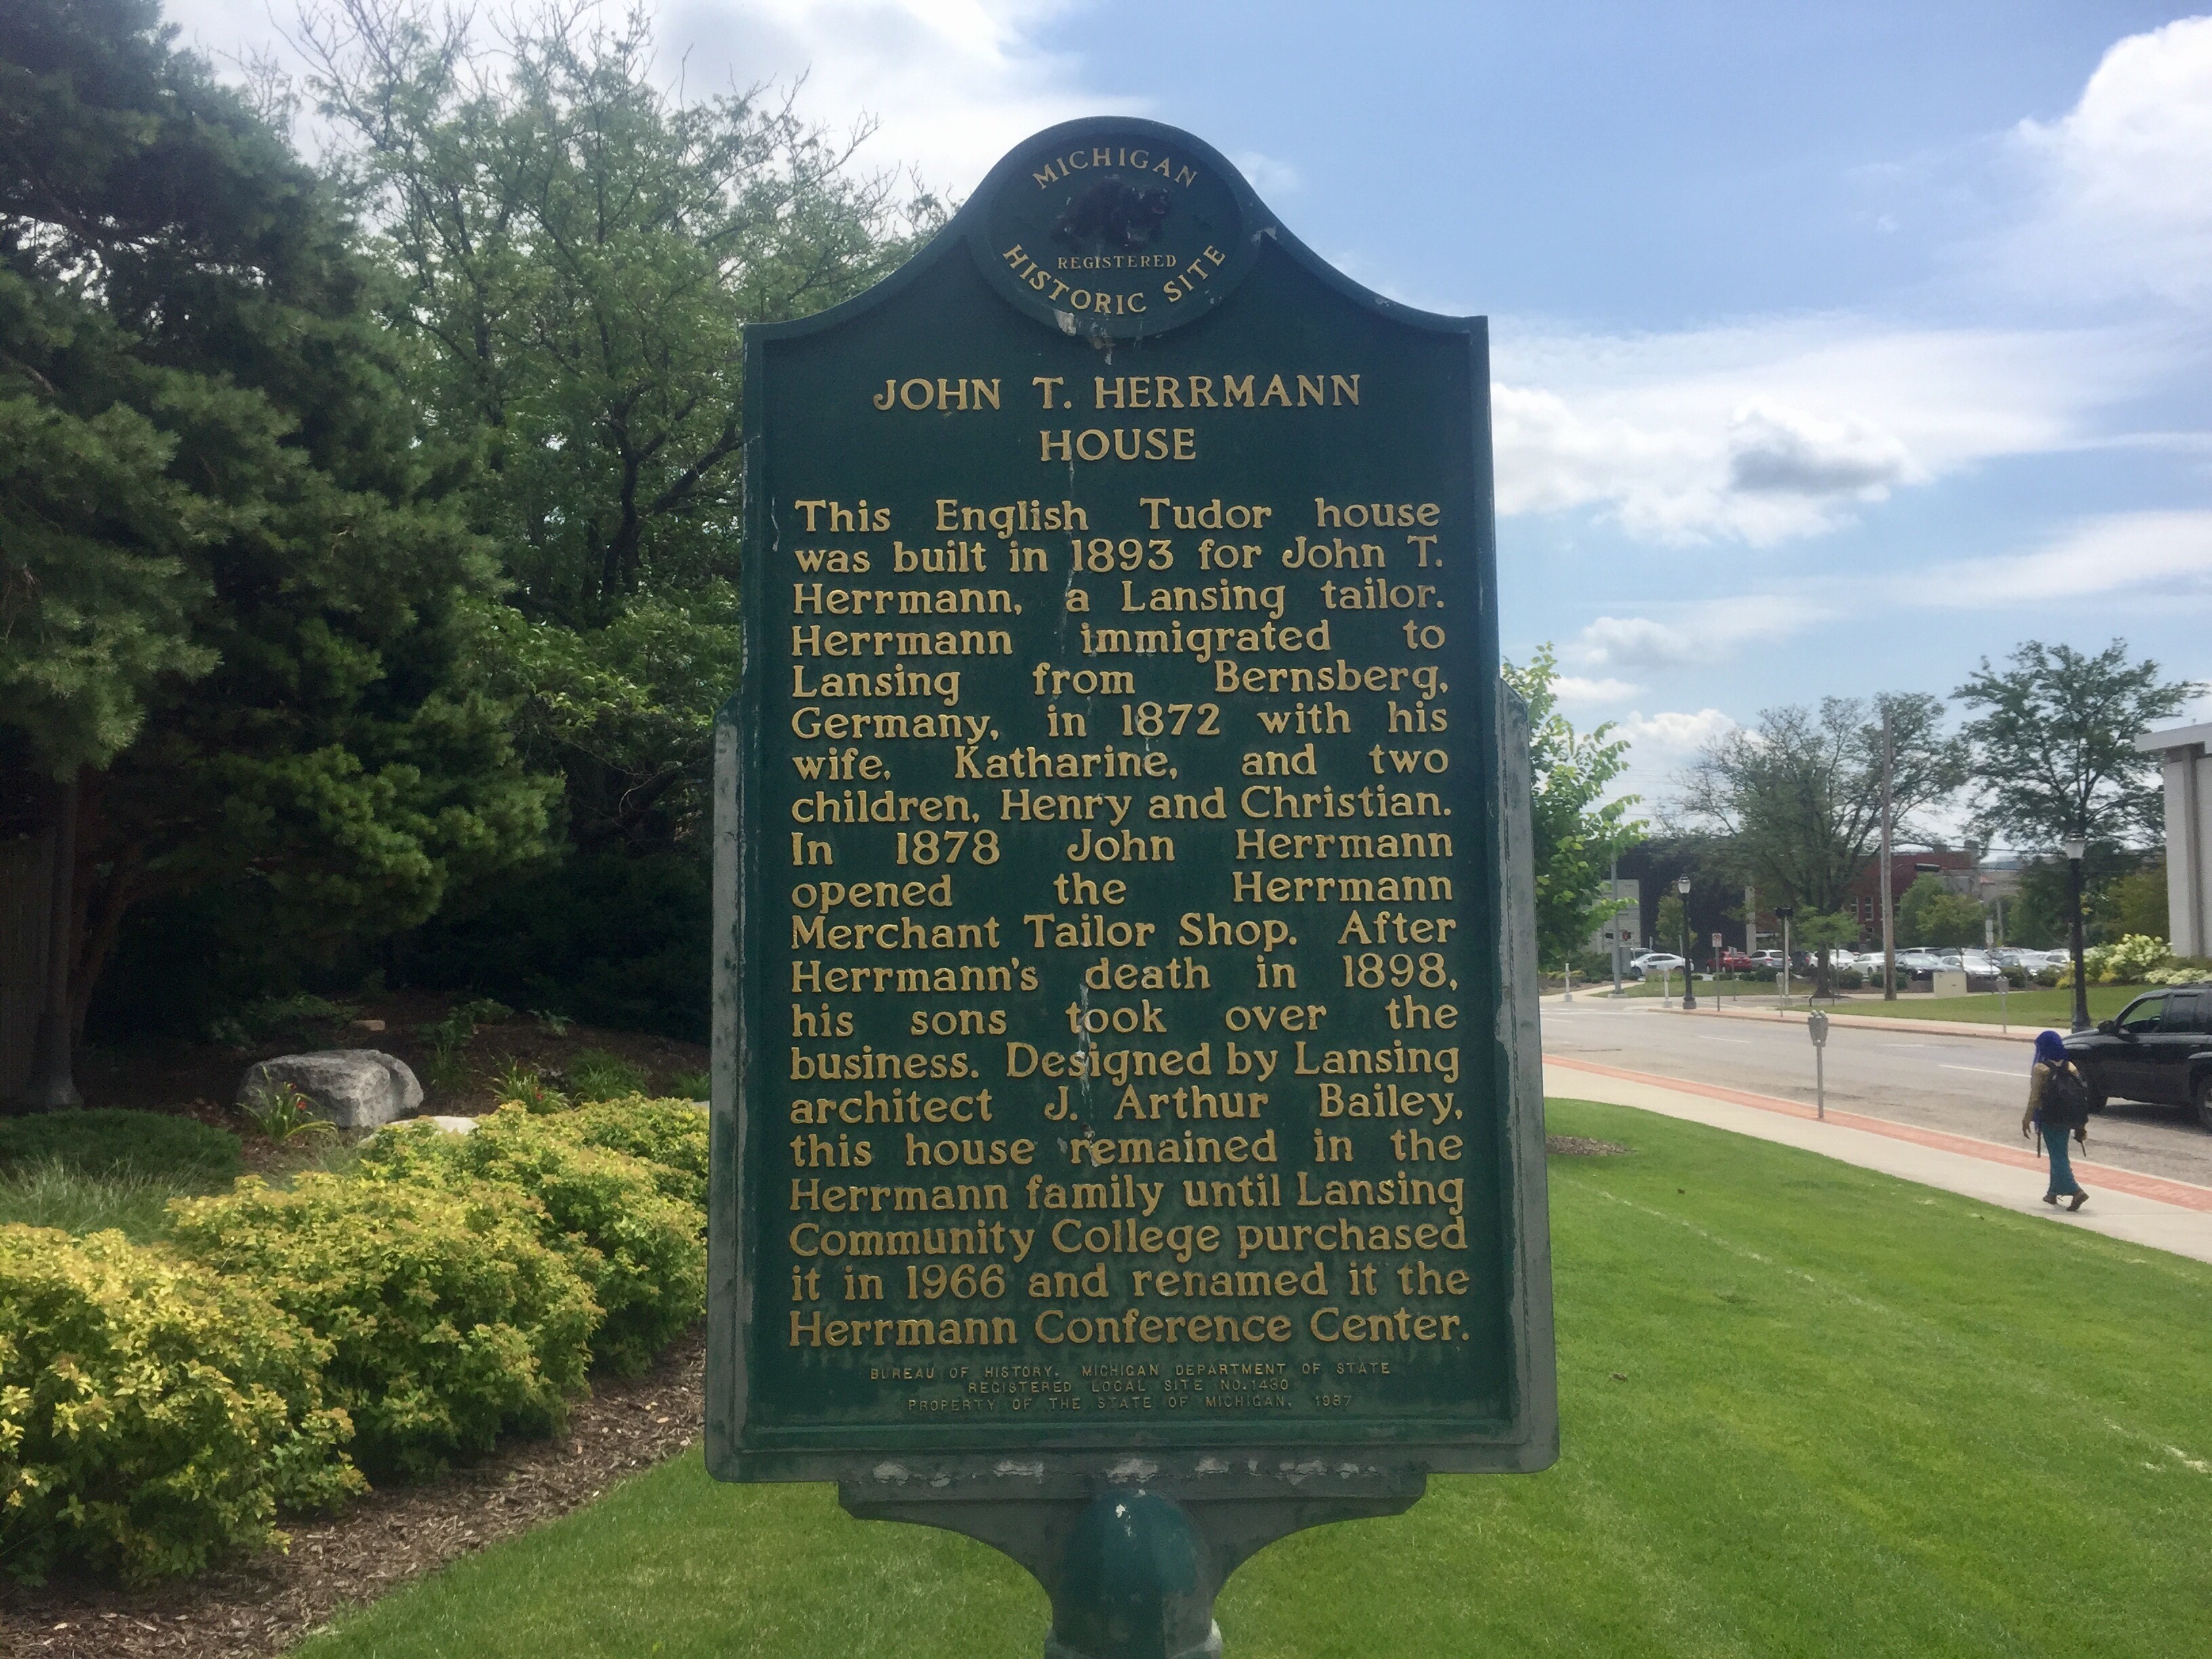 MICHIGAN
REGISTERED
HISTORIC SITE
JOHN T. HERRMANN
HOUSE
This English Tudor house
was built in 1893 for John T.
Herrmann, a Lansing tailor.
Herrmann immigrated to
Lansing from Bernsberg,
Germany, in 1872 with his
wife, Katharine, and two
children, Henry and Christian.
In 1878 John Herrmann
opened the Herrmann
Merchant Tailor Shop. After
Herrmann's death in 1898,
his sons took over the
business. Designed by Lansing
architect J. Arthur Bailey,
this house remained in the
Herrmann family until Lansing
Community College purchased
it in 1966 and renamed it the
Herrmann Conference Center.
BUREAU OF HISTORY, MICHIGAN DEPARTMENT OF STATE
REGISTERED LOCAL SITE NO.1430
PROPERTY OF THE STATE OF MICHIGAN, 1987